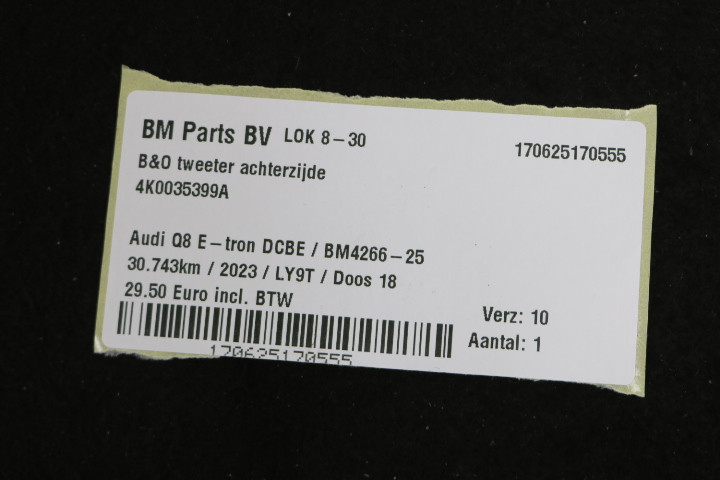 BM Parts BV LOK 8-30
170625170555
B&O tweeter achterzijde
4K0035399A
Audi Q8 E-tron DCBE / BM4266-25
30.743km / 2023 / LY9T / Doos 18
29.50 Euro incl. BTW
Verz: 10
Aantal: 1
170625170555